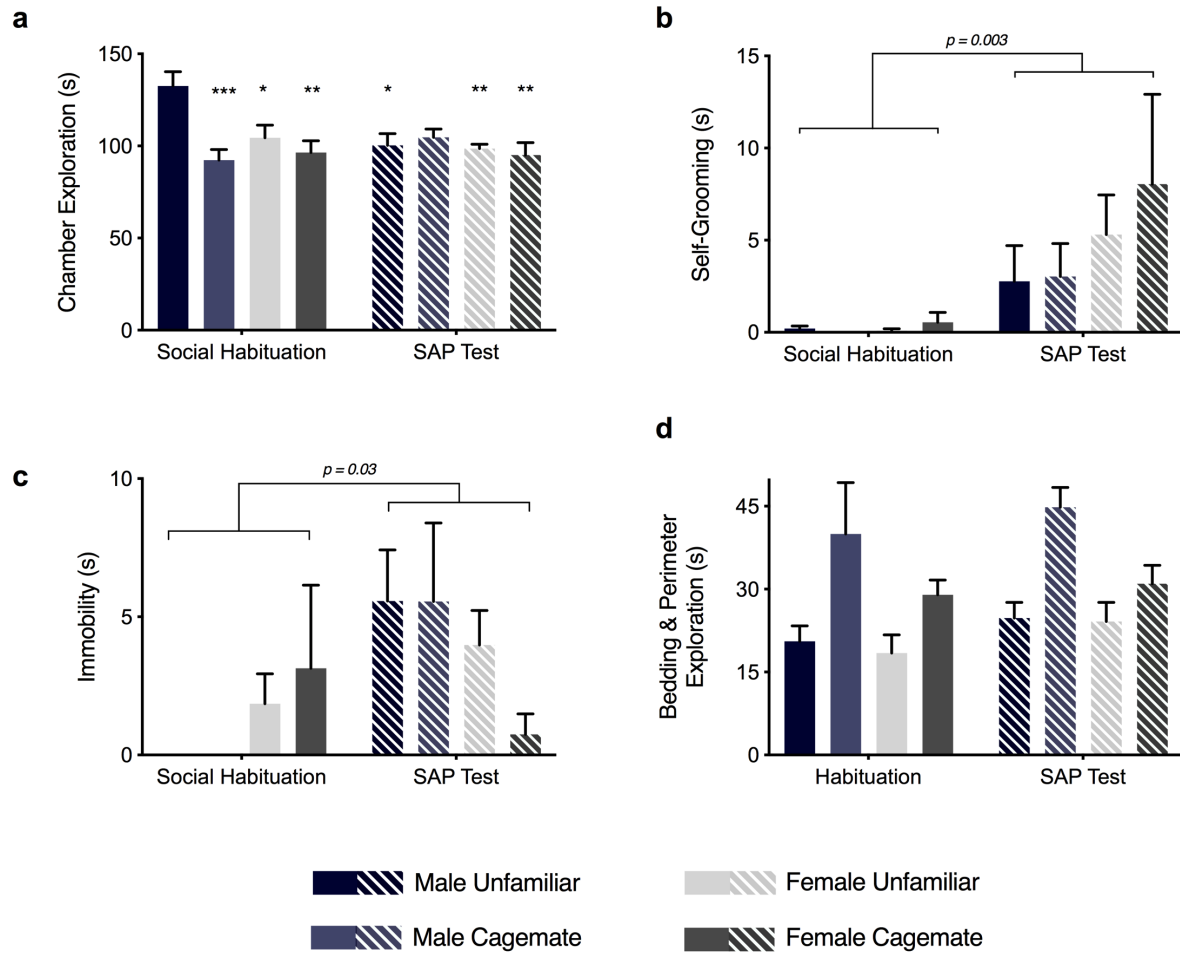 a
Chamber Exploration (s)
150
100
50
0
***
*
**
*
**
**
Social Habituation
SAP Test
b
Self-Grooming (s)
15
10
5
0
p = 0.003
Social Habituation
SAP Test
c
Immobility (s)
10
5
0
p = 0.03
Social Habituation
SAP Test
d
Bedding & Perimeter
Exploration (s)
45
30
15
0
Habituation
SAP Test
Male Unfamiliar
Female Unfamiliar
Male Cagemate
Female Cagemate